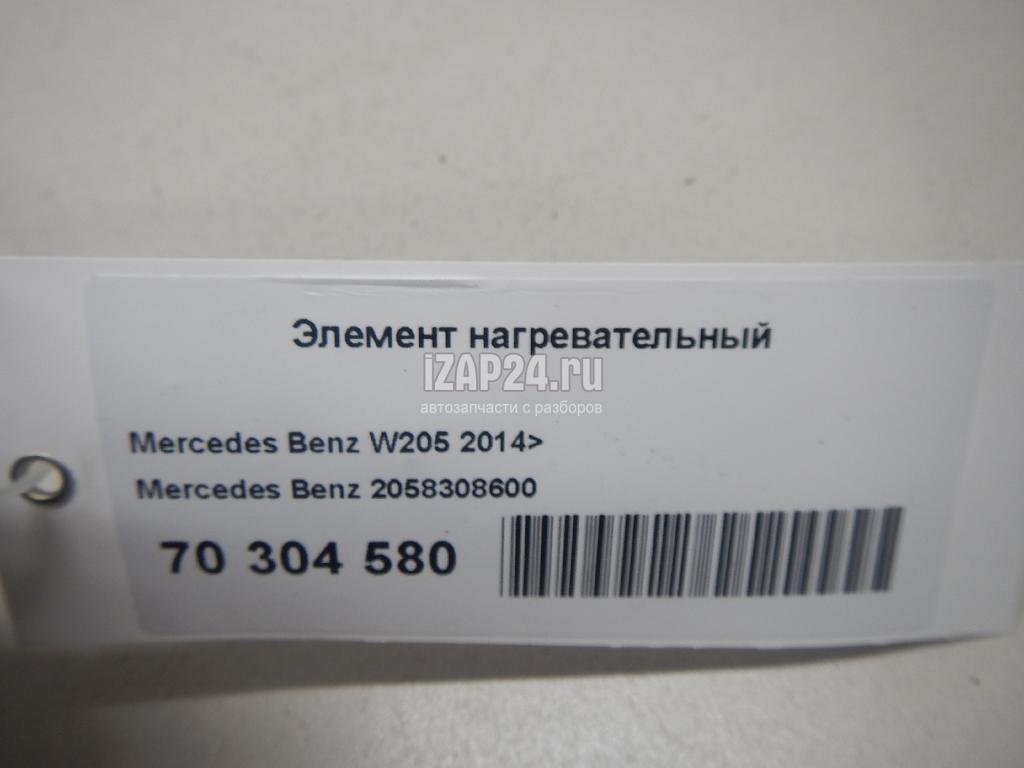 Элемент нагревательный
iZAP24.ru
автозапчасти с разборов
Mercedes Benz W205 2014>
Mercedes Benz 2058308600
70 304 580